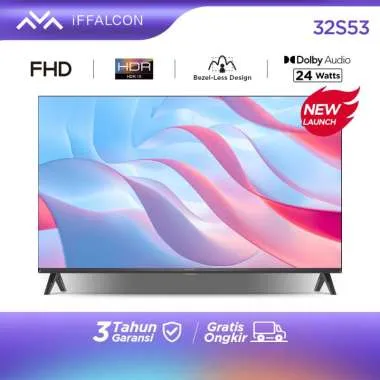 iFFALCON
32S53
FHD
HDR
HDR 10
Bezel-Less Design
Dolby Audio
24 Watts
NEW
LAUNCH
3 Tahun
Garansi
Gratis
Ongkir